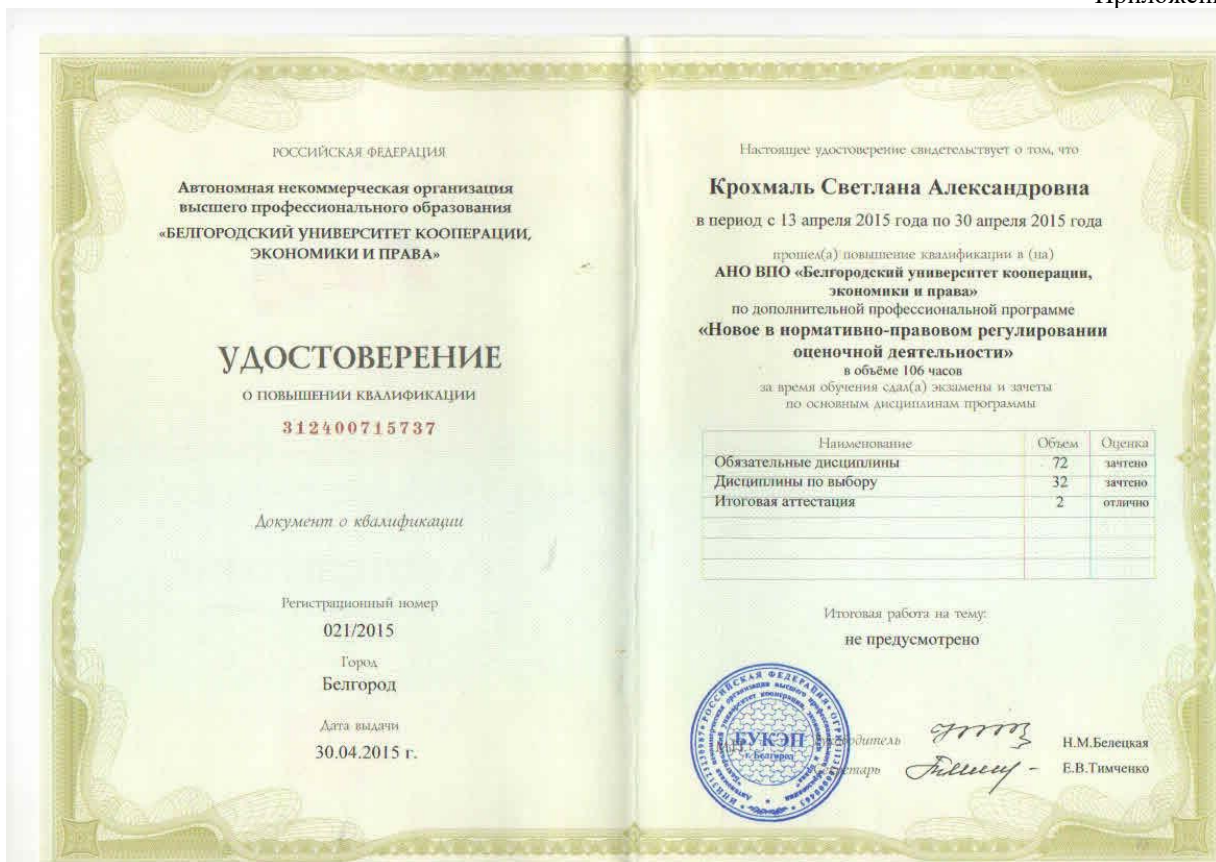 РОССИЙСКАЯ ФЕДЕРАЦИЯ
Автономная некоммерческая организация
высшего профессионального образования
«БЕЛГОРОДСКИЙ УНИВЕРСИТЕТ КООПЕРАЦИИ,
ЭКОНОМИКИ И ПРАВА»
УДОСТОВЕРЕНИЕ
О ПОВЫШЕНИИ КВАЛИФИКАЦИИ
312400715737
Документ о квалификации
Регистрационный номер
021/2015
Город
Белгород
Дата выдачи
30.04.2015 г.
Настоящее удостоверение свидетельствует о том, что
Крохмаль Светлана Александровна
в период с 13 апреля 2015 года по 30 апреля 2015 года
прошел(а) повышение квалификации в (на)
АНО ВПО «Белгородский университет кооперации,
экономики и права»
по дополнительной профессиональной программе
«Новое в нормативно-правовом регулировании
оценочной деятельности»
в объёме 106 часов
за время обучения сдал(а) экзамены и зачеты
по основным дисциплинам программы
Наименование Объем Оценка
Обязательные дисциплины 72 зачтено
Дисциплины по выбору 32 зачтено
Итоговая аттестация 2 отлично
Итоговая работа на тему:
не предусмотрено
БУКЭП
г. Белгород
Н.М.Белецкая
Е.В.Тимченко